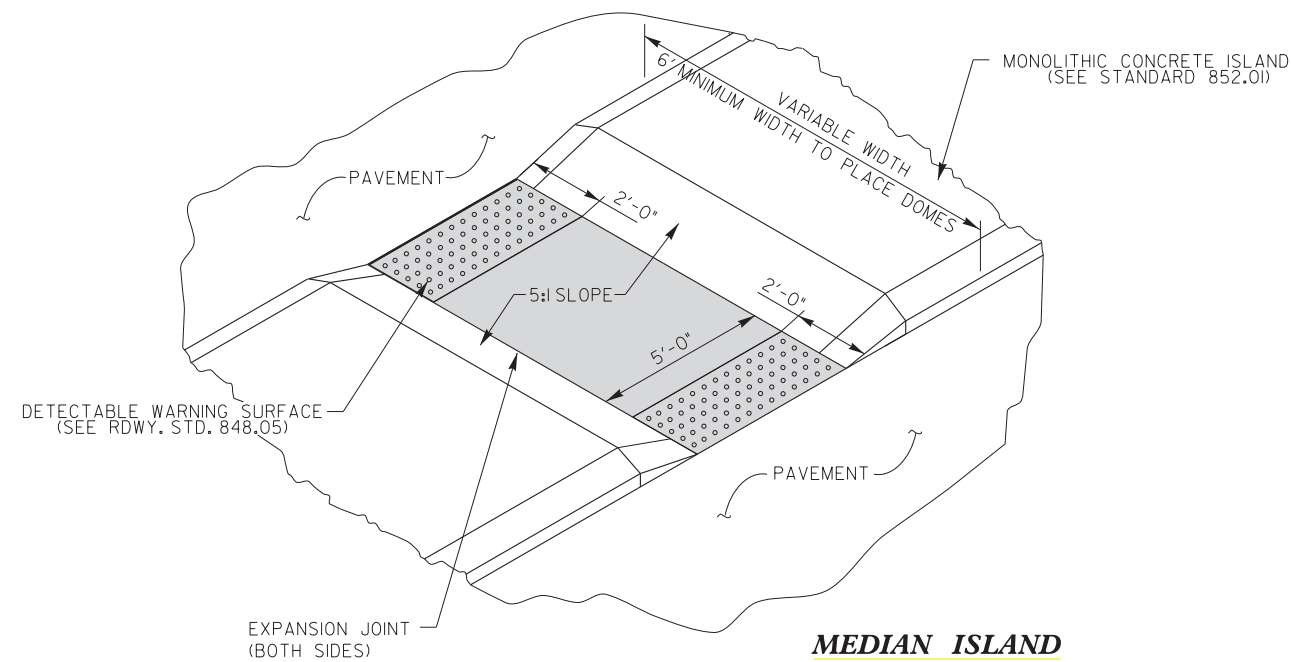 MONOLITHIC CONCRETE ISLAND
(SEE STANDARD 852.01)
VARIABLE WIDTH
6' MINIMUM WIDTH TO PLACE DOMES
PAVEMENT
2'-0"
5:1 SLOPE
2'-0"
5'-0"
DETECTABLE WARNING SURFACE
(SEE RDWY. STD. 848.05)
PAVEMENT
EXPANSION JOINT
(BOTH SIDES)
MEDIAN ISLAND